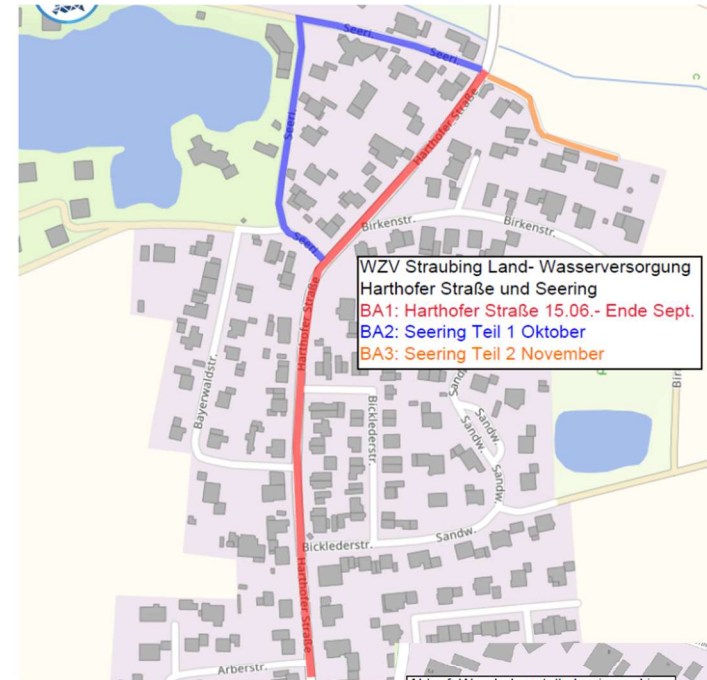 Seeri.
Seeri.
Seeri.
Harthofer Straße
Birkenstr.
Birkenstr.
Seeri.
WZV Straubing Land- Wasserversorgung
Harthofer Straße und Seering
BA1: Harthofer Straße 15.06.- Ende Sept.
BA2: Seering Teil 1 Oktober
BA3: Seering Teil 2 November
Harthofer Straße
Bayerwaldstr.
Bicklederstr.
Sandw.
Sandw.
Sandw.
Bicklederstr.
Sandw.
Harthofer Straße
Arberstr.